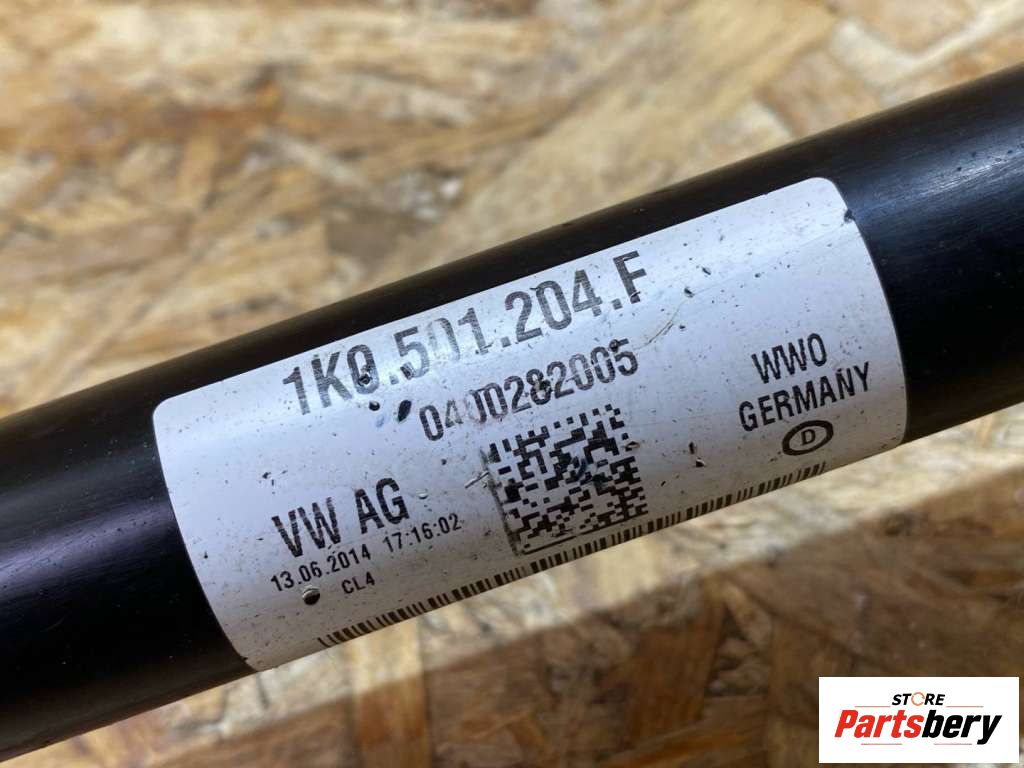 1K0.501.204.F
0400282005
WWO
GERMANY
D
VW AG
13.06.2014 17:16:02
CL4
STORE
Partsbery